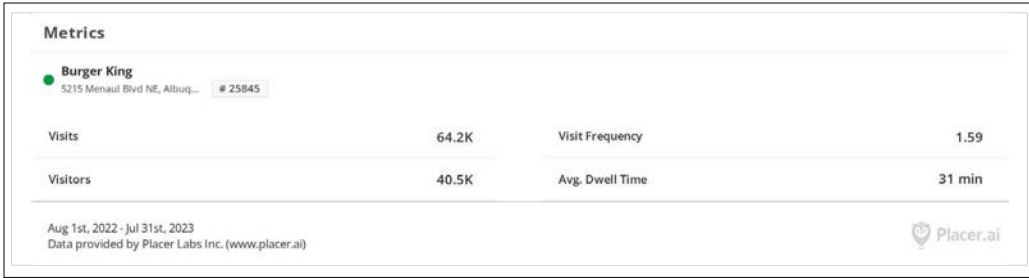 Metrics
Burger King
5215 Menaul Blvd NE, Albuq... # 25845
Visits 64.2K Visit Frequency 1.59
Visitors 40.5K Avg. Dwell Time 31 min
Aug 1st, 2022 - Jul 31st, 2023
Data provided by Placer Labs Inc. (www.placer.ai)
Placer.ai